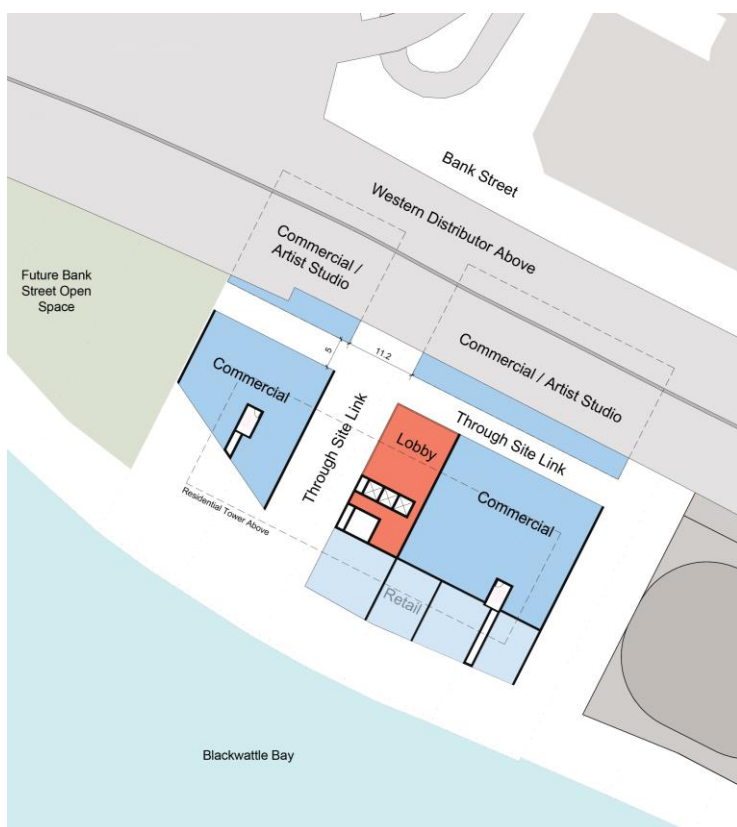 Bank Street
Western Distributor Above
Commercial /
Artist Studio
Future Bank
Street Open
Space
5
11.2
Commercial / Artist Studio
Commercial
Through Site Link
Through Site Link
Lobby
Commercial
Residential Tower Above
Retail
Blackwattle Bay